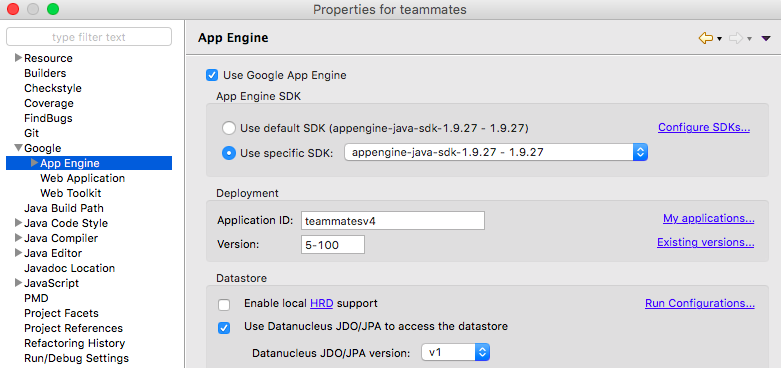 Properties for teammates
type filter text
Resource
Builders
Checkstyle
Coverage
FindBugs
Git
Google
App Engine
Web Application
Web Toolkit
Java Build Path
Java Code Style
Java Compiler
Java Editor
Javadoc Location
JavaScript
PMD
Project Facets
Project References
Refactoring History
Run/Debug Settings
App Engine
Use Google App Engine
App Engine SDK
Use default SDK (appengine-java-sdk-1.9.27 - 1.9.27) Configure SDKs...
Use specific SDK: appengine-java-sdk-1.9.27 - 1.9.27
Deployment
Application ID: teammatesv4 My applications...
Version: 5-100 Existing versions...
Datastore
Enable local HRD support Run Configurations...
Use Datanucleus JDO/JPA to access the datastore
Datanucleus JDO/JPA version: v1